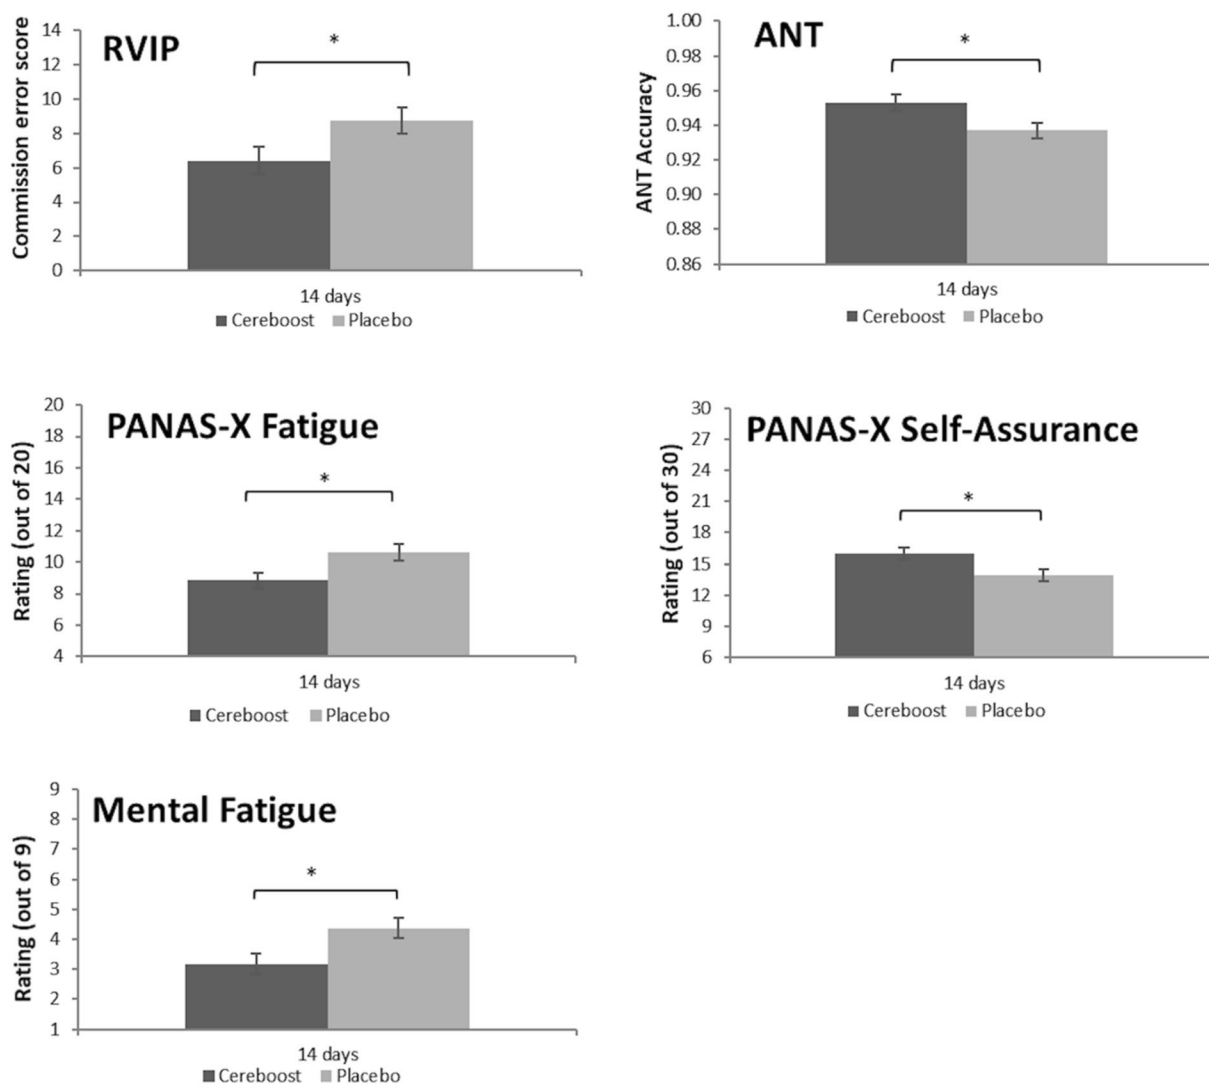 RVIP
Commission error score
14
12
10
8
6
4
2
0
*
14 days
Cereboost Placebo
ANT
ANT Accuracy
1.00
0.98
0.96
0.94
0.92
0.90
0.88
0.86
*
14 days
Cereboost Placebo
PANAS-X Fatigue
Rating (out of 20)
20
18
16
14
12
10
8
6
4
*
14 days
Cereboost Placebo
PANAS-X Self-Assurance
Rating (out of 30)
30
27
24
21
18
15
12
9
6
*
14 days
Cereboost Placebo
Mental Fatigue
Rating (out of 9)
9
8
7
6
5
4
3
2
1
*
14 days
Cereboost Placebo